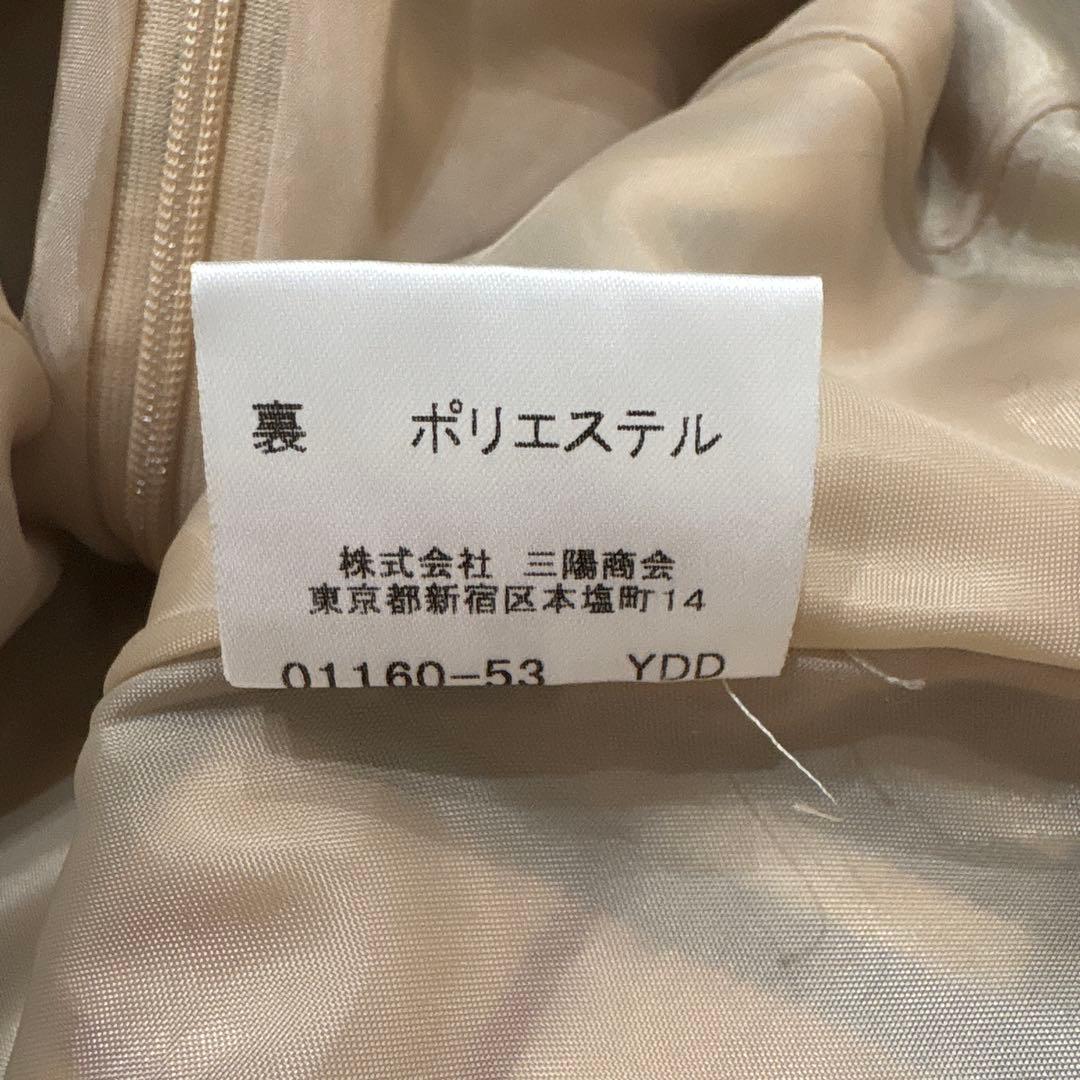 裏 ポリエステル
株式会社 三陽商会
東京都新宿区本塩町14
01160-53 YDD